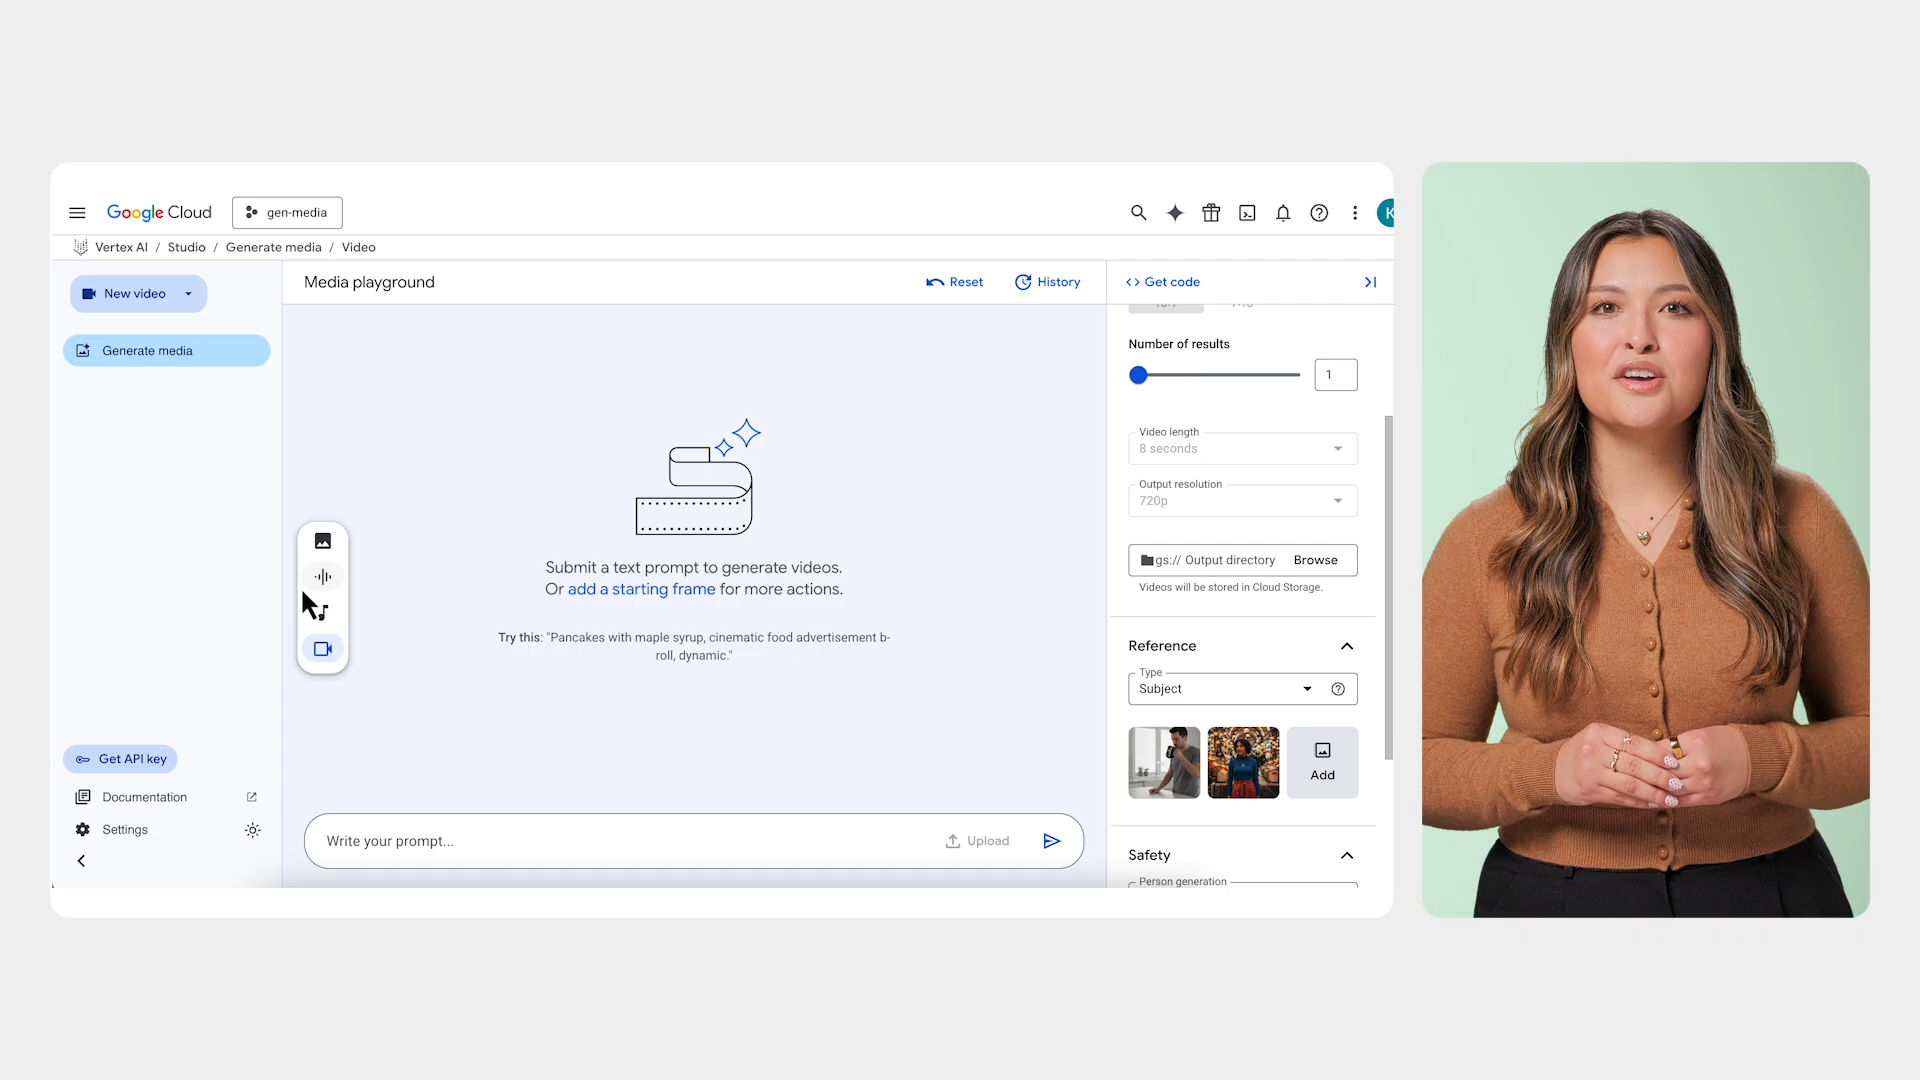 Google Cloud
gen-media
K
Vertex AI / Studio / Generate media / Video
New video
Generate media
Media playground
Reset
History
Get code
Number of results
1
Video length
8 seconds
Output resolution
720p
gs:// Output directory
Browse
Videos will be stored in Cloud Storage.
Submit a text prompt to generate videos.
Or add a starting frame for more actions.
Try this: "Pancakes with maple syrup, cinematic food advertisement b-
roll, dynamic."
Reference
Type
Subject
Add
Get API key
Documentation
Settings
Write your prompt...
Upload
Safety
Person generation